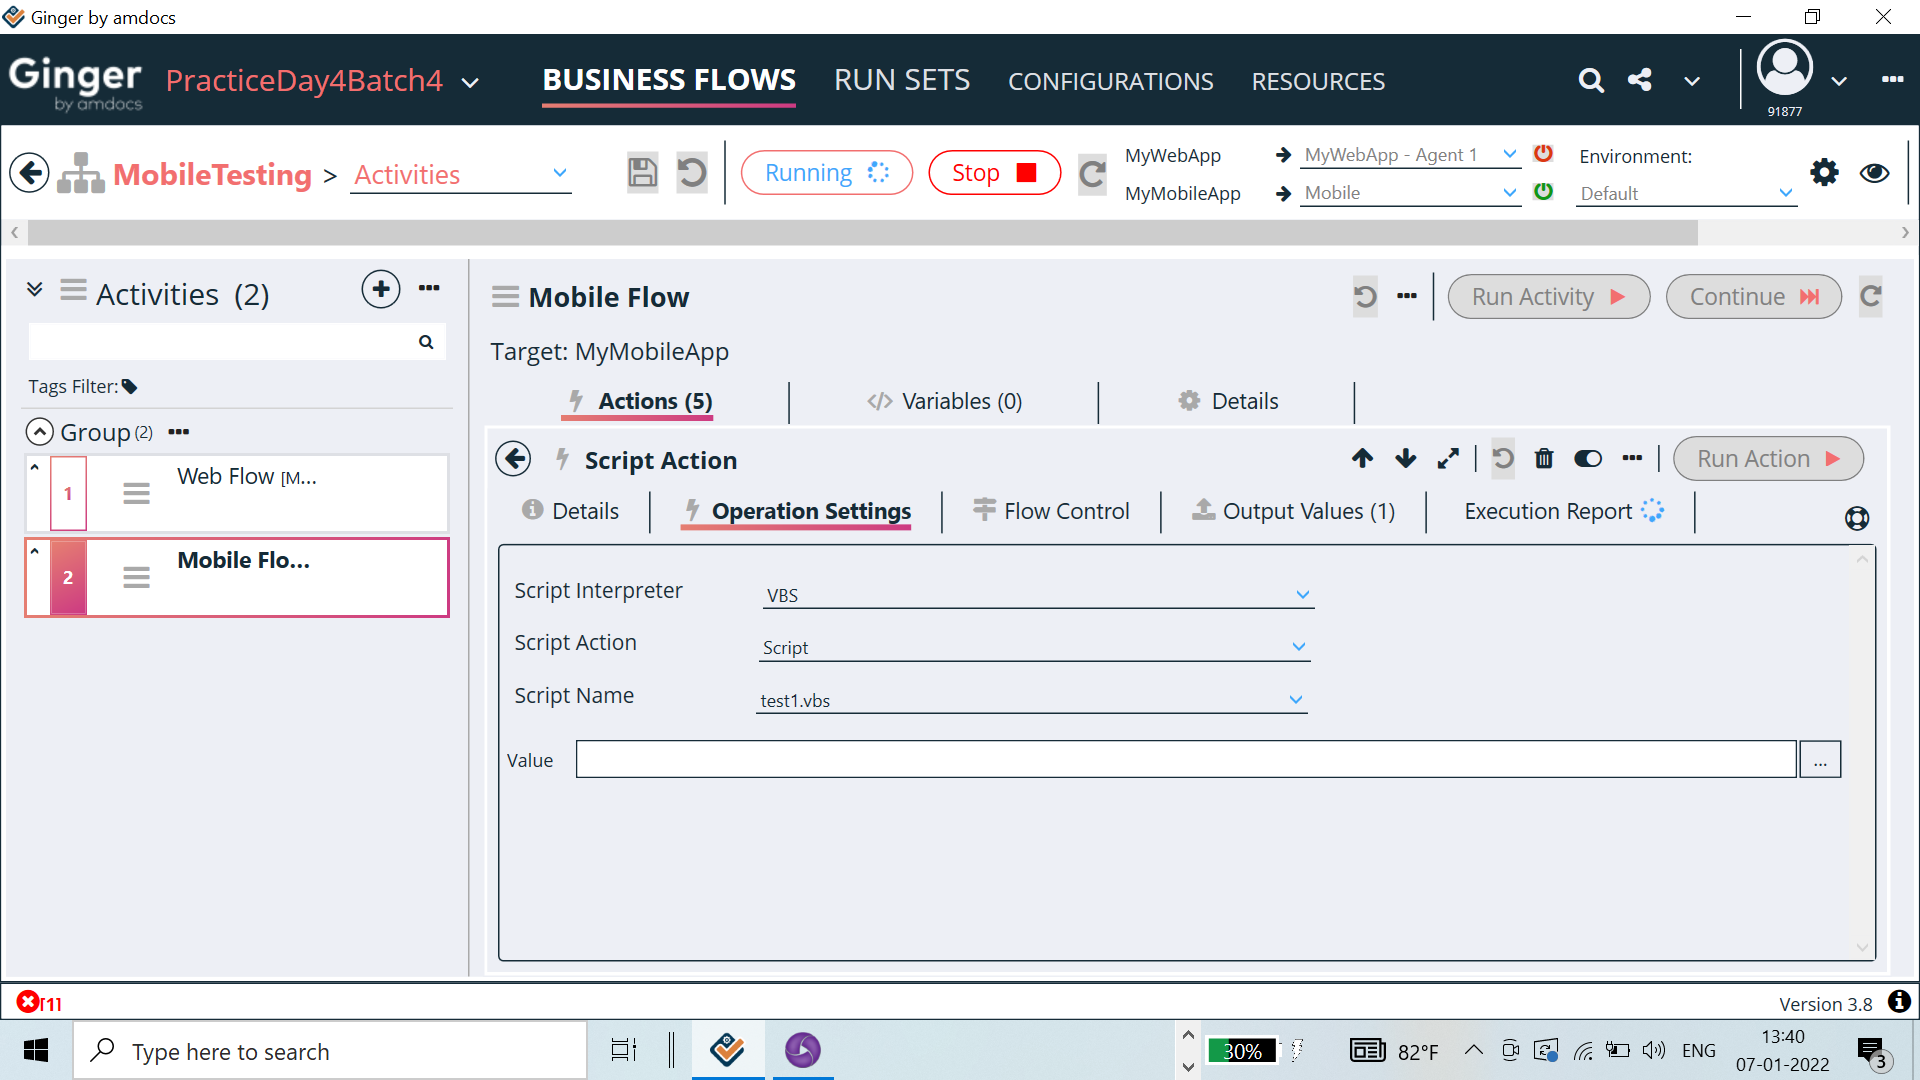 Ginger by amdocs
Ginger
by amdocs
PracticeDay4Batch4
BUSINESS FLOWS
RUN SETS
CONFIGURATIONS
RESOURCES
91877
MobileTesting > Activities
Running
Stop
MyWebApp
MyWebApp - Agent 1
MyMobileApp
Mobile
Environment:
Default
Activities (2)
Tags Filter:
Group (2)
1
Web Flow [M...
2
Mobile Flo...
Mobile Flow
Run Activity
Continue
Target: MyMobileApp
Actions (5)
Variables (0)
Details
Script Action
Run Action
Details
Operation Settings
Flow Control
Output Values (1)
Execution Report
Script Interpreter
VBS
Script Action
Script
Script Name
test1.vbs
Value
...
[1]
Version 3.8
Type here to search
30%
82°F
ENG
13:40
07-01-2022
3